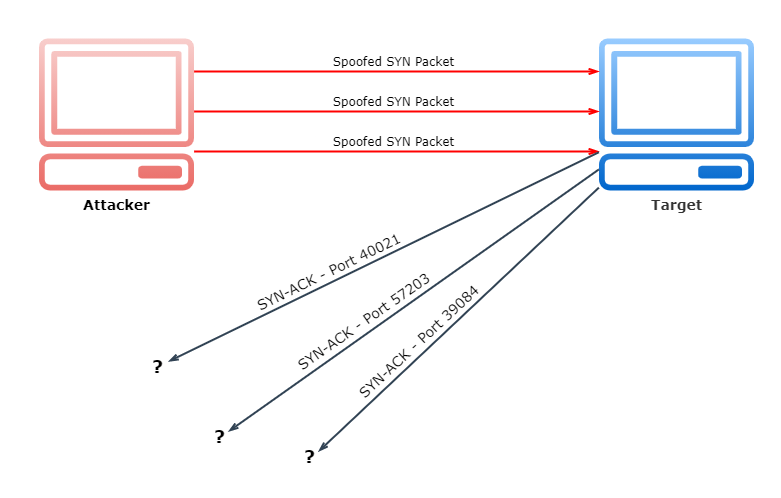 Spoofed SYN Packet
Spoofed SYN Packet
Spoofed SYN Packet
Attacker
Target
SYN-ACK - Port 40021
SYN-ACK - Port 57203
SYN-ACK - Port 39084
?
?
?